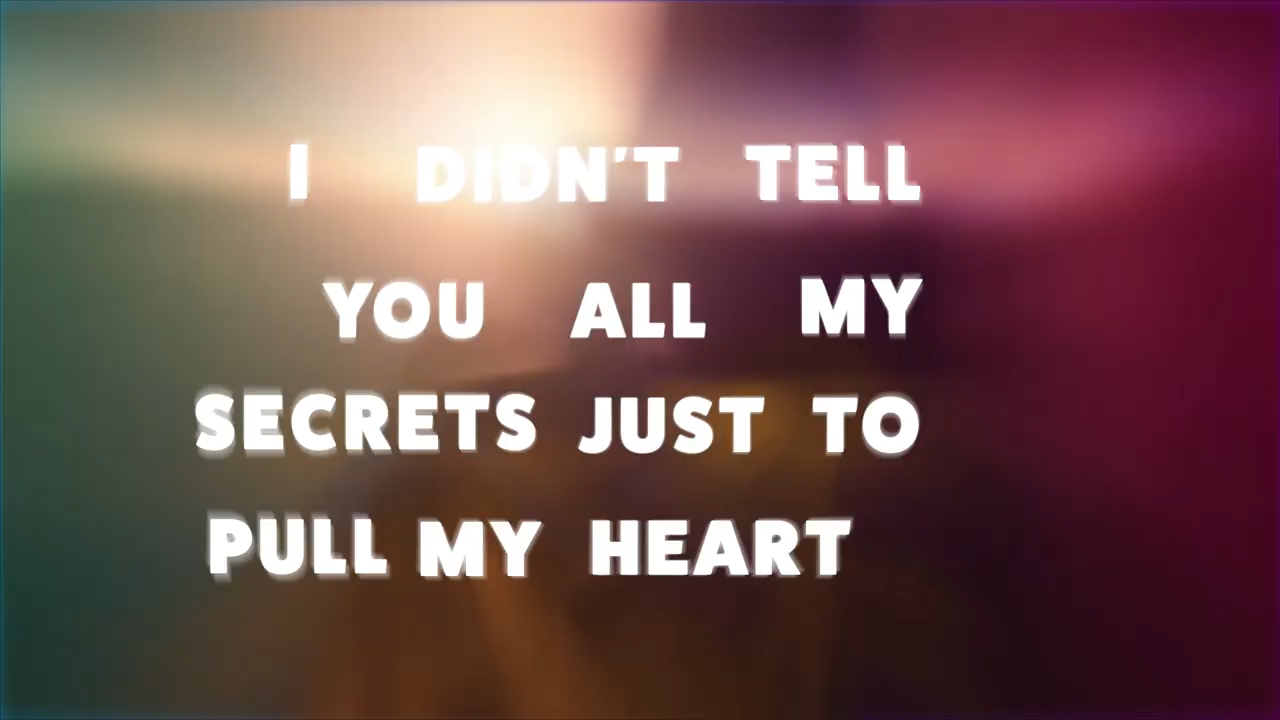 I DIDN'T TELL
YOU ALL MY
SECRETS JUST TO
PULL MY HEART